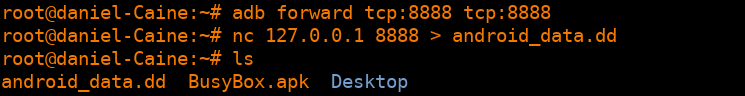 root@daniel-Caine:~# adb forward tcp:8888 tcp:8888
root@daniel-Caine:~# nc 127.0.0.1 8888 > android_data.dd
root@daniel-Caine:~# ls
android_data.dd  BusyBox.apk  Desktop